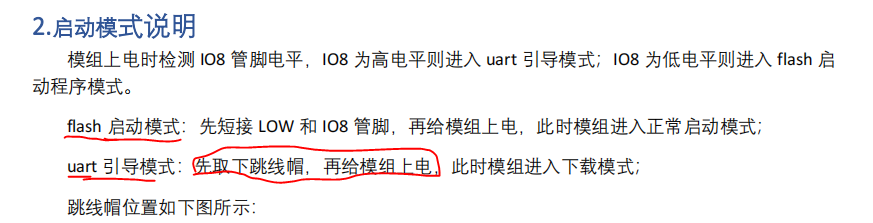 2.启动模式说明
模组上电时检测 IO8 管脚电平，IO8 为高电平则进入 uart 引导模式；IO8 为低电平则进入 flash 启
动程序模式。
flash 启动模式：先短接 LOW 和 IO8 管脚，再给模组上电，此时模组进入正常启动模式；
uart 引导模式：先取下跳线帽，再给模组上电，此时模组进入下载模式；
跳线帽位置如下图所示：